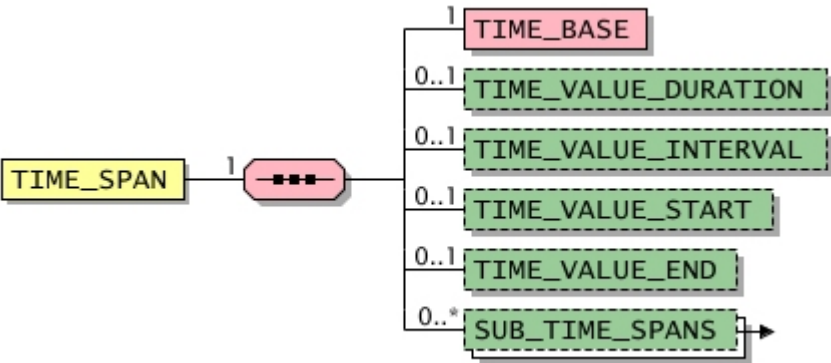 1
TIME_BASE
0..1
TIME_VALUE_DURATION
0..1
TIME_VALUE_INTERVAL
TIME_SPAN
1
0..1
TIME_VALUE_START
0..1
TIME_VALUE_END
0..*
SUB_TIME_SPANS